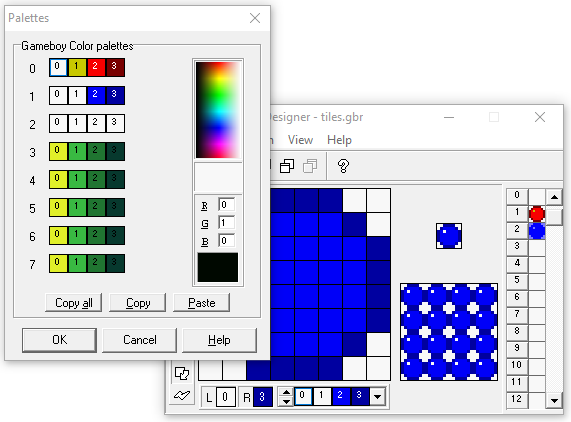 Palettes
Gameboy Color palettes
0 0 1 2 3
1 0 1 2 3
2 0 1 2 3
3 0 1 2 3
4 0 1 2 3
5 0 1 2 3
6 0 1 2 3
7 0 1 2 3
R 0
G 1
B 0
Copy all Copy Paste
OK Cancel Help
Designer - tiles.gbr
View Help
0
1
2
3
4
5
6
7
8
9
10
11
12
L 0 R 3 0 1 2 3